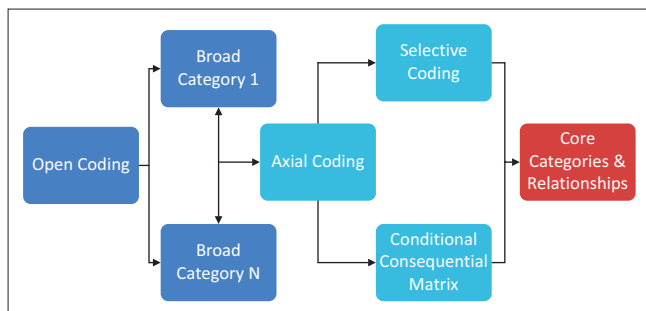 Open Coding
Broad
Category 1
Broad
Category N
Axial Coding
Selective
Coding
Conditional
Consequential
Matrix
Core
Categories &
Relationships